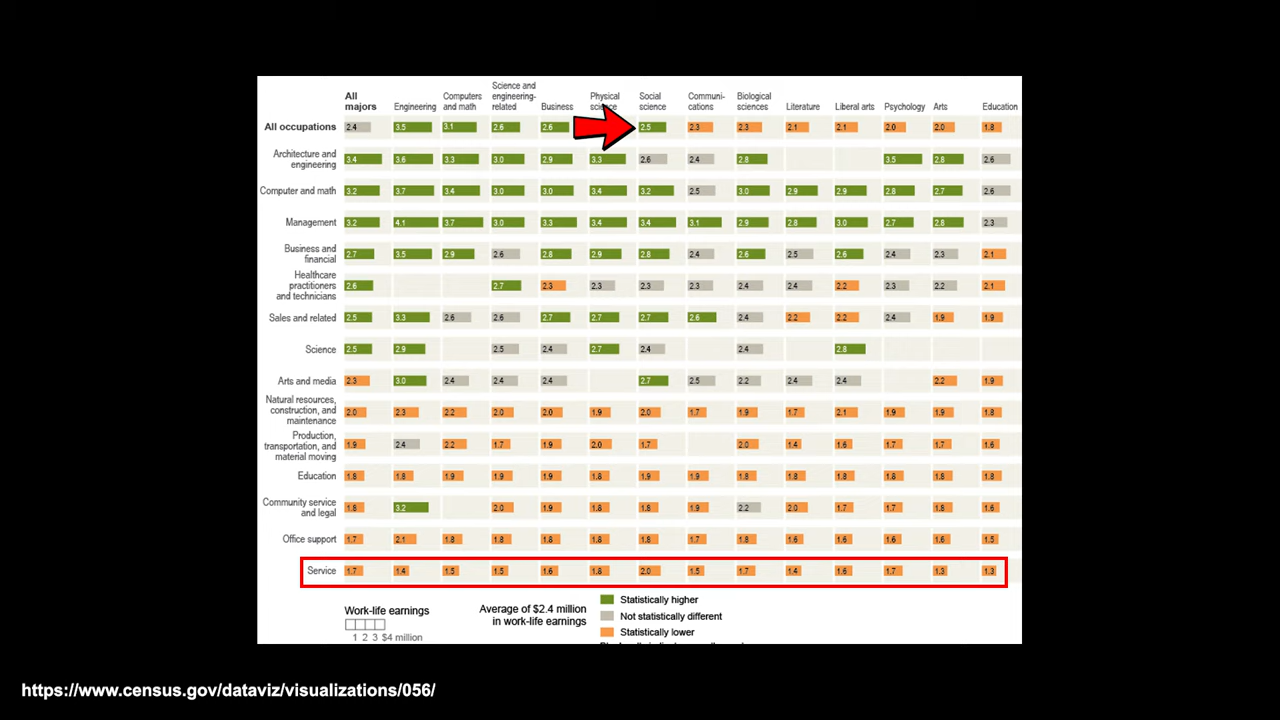 Science and
All Computers engineering- Physical Social Communi- Biological
majors Engineering and math related Business science science cations sciences Literature Liberal arts Psychology Arts Education
All occupations 2.4 3.5 3.1 2.6 2.6 2.5 2.3 2.3 2.1 2.1 2.0 2.0 1.8
Architecture and
engineering 3.4 3.6 3.3 3.0 2.9 3.3 2.6 2.4 2.8 3.5 2.8 2.6
Computer and math 3.2 3.7 3.4 3.0 3.0 3.4 3.2 2.5 3.0 2.9 2.9 2.8 2.7 2.6
Management 3.2 4.1 3.7 3.0 3.3 3.4 3.4 3.1 2.9 2.8 3.0 2.7 2.8 2.3
Business and
financial 2.7 3.5 2.9 2.6 2.8 2.9 2.8 2.4 2.6 2.5 2.6 2.4 2.3 2.1
Healthcare
practitioners
and technicians 2.6 2.7 2.3 2.3 2.3 2.3 2.4 2.4 2.2 2.3 2.2 2.1
Sales and related 2.5 3.3 2.6 2.6 2.7 2.7 2.7 2.6 2.4 2.2 2.2 2.4 1.9 1.9
Science 2.5 2.9 2.5 2.4 2.7 2.4 2.4 2.8
Arts and media 2.3 3.0 2.4 2.4 2.4 2.7 2.5 2.2 2.4 2.4 2.2 1.9
Natural resources,
construction, and
maintenance 2.0 2.3 2.2 2.0 2.0 1.9 2.0 1.7 1.9 1.7 2.1 1.9 1.9 1.8
Production,
transportation, and
material moving 1.9 2.4 2.2 1.7 1.9 2.0 1.7 2.0 1.4 1.6 1.7 1.7 1.6
Education 1.8 1.8 1.9 1.9 1.9 1.8 1.9 1.9 1.8 1.8 1.8 1.8 1.8 1.8
Community service
and legal 1.8 3.2 2.0 1.9 1.8 1.8 1.9 2.2 2.0 1.7 1.7 1.8 1.6
Office support 1.7 2.1 1.8 1.8 1.8 1.8 1.8 1.7 1.8 1.6 1.6 1.6 1.6 1.5
Service 1.7 1.4 1.5 1.5 1.6 1.8 2.0 1.5 1.7 1.4 1.6 1.7 1.3 1.3
Work-life earnings
1 2 3 $4 million
Average of $2.4 million
in work-life earnings
Statistically higher
Not statistically different
Statistically lower
https://www.census.gov/dataviz/visualizations/056/